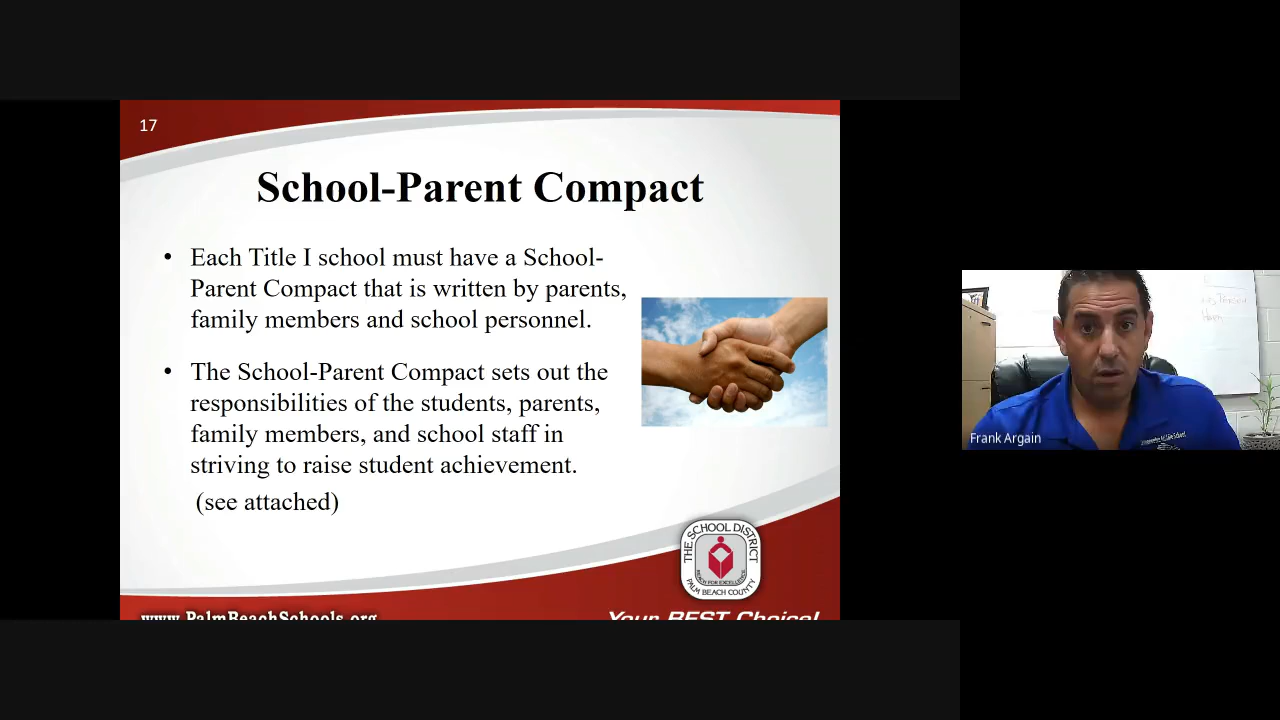 17
School-Parent Compact
• Each Title I school must have a School-
Parent Compact that is written by parents,
family members and school personnel.
• The School-Parent Compact sets out the
responsibilities of the students, parents,
family members, and school staff in
striving to raise student achievement.
(see attached)
THE SCHOOL DISTRICT
PALM BEACH COUNTY
www.PalmBeachSchools.org
Your BEST Choice!
Frank Argain